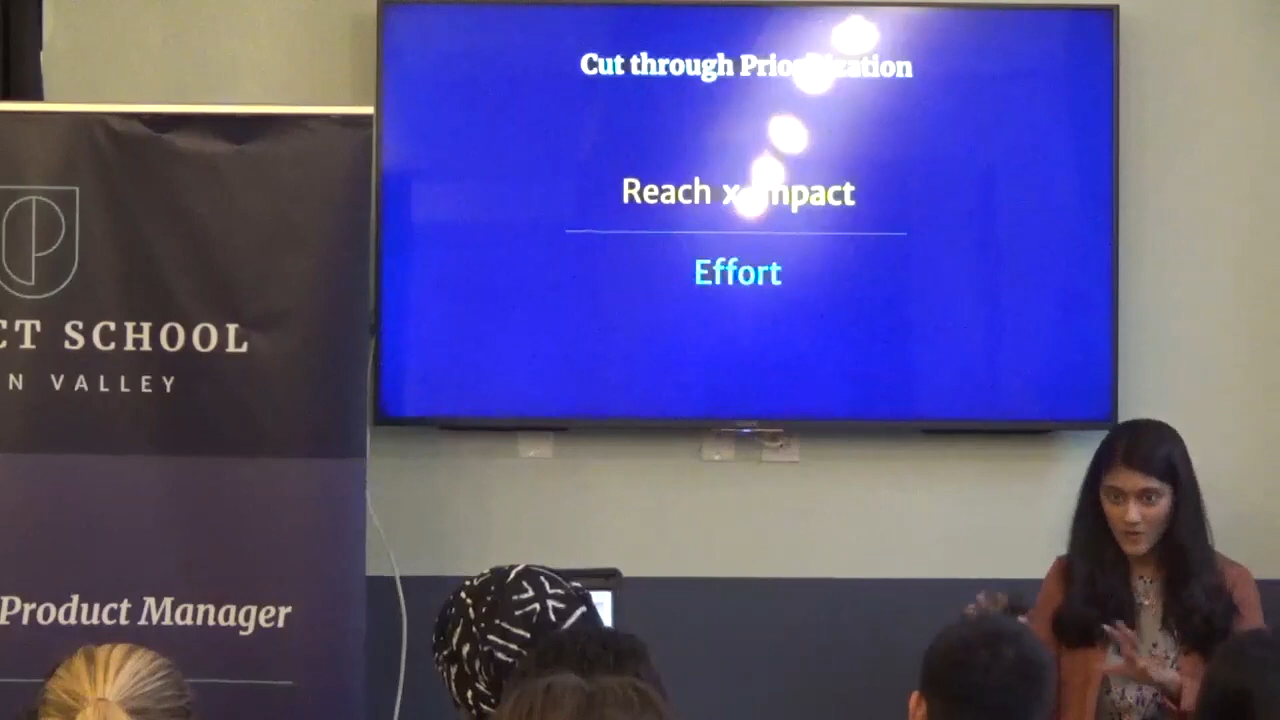 Cut through Prioritization
Reach x Impact
Effort
CT SCHOOL
N VALLEY
Product Manager